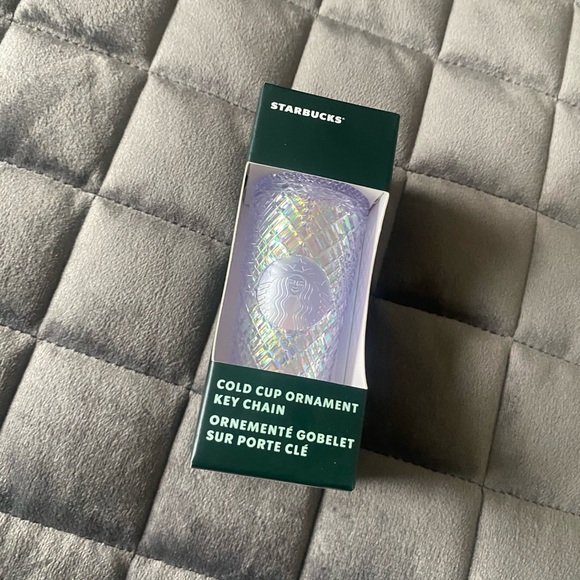 STARBUCKS
COLD CUP ORNAMENT
KEY CHAIN
ORNEMENTÉ GOBELET
SUR PORTE CLÉ